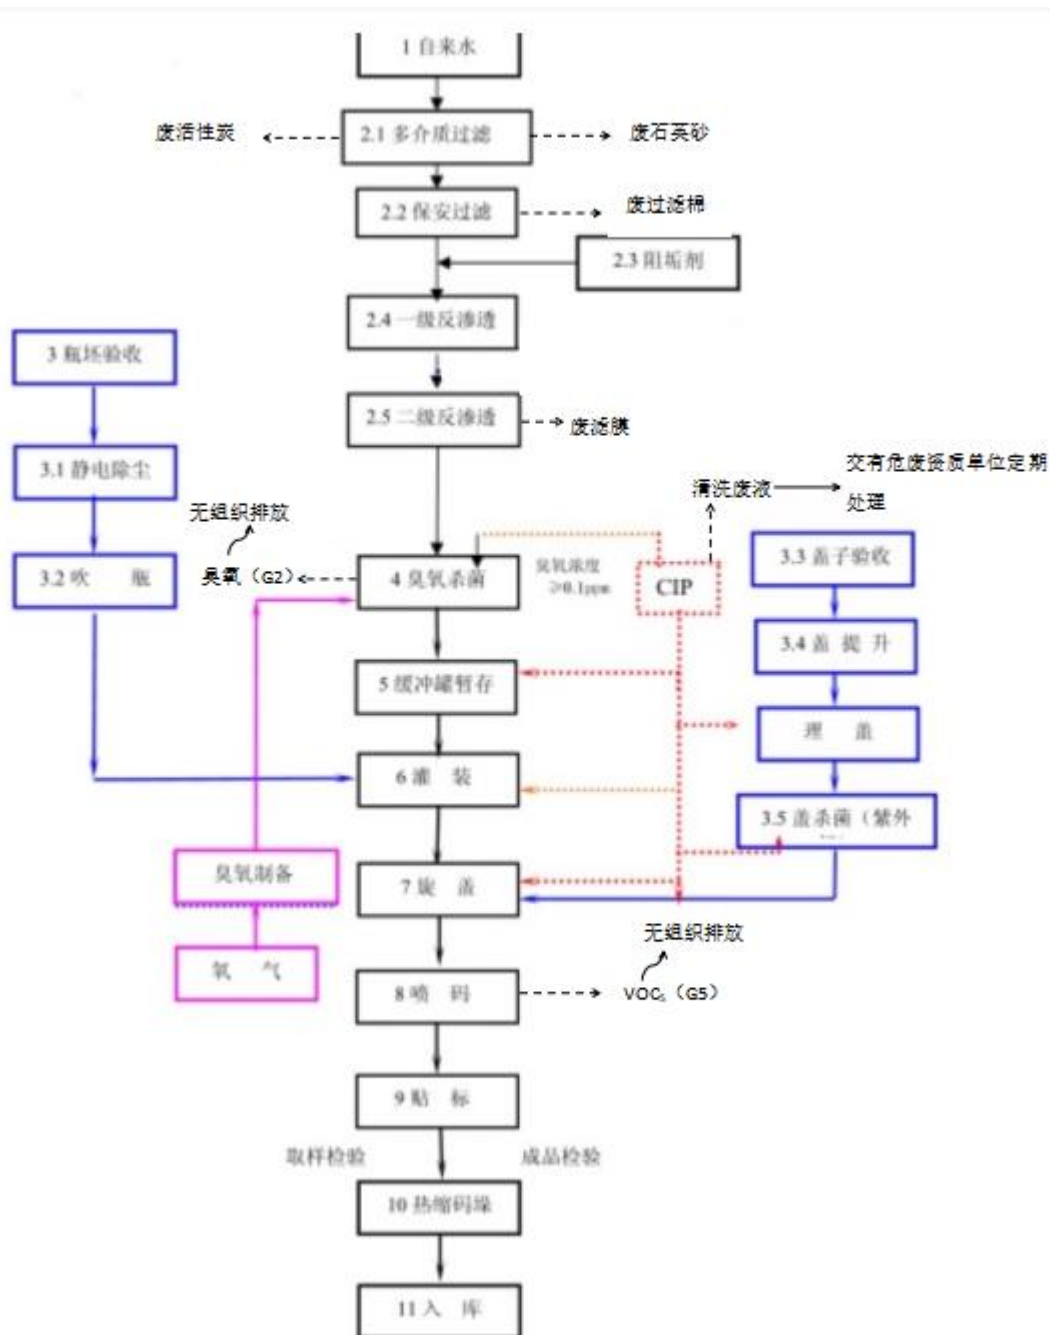 1 自来水
废活性炭
2.1 多介质过滤
废石英砂
2.2 保安过滤
废过滤棉
2.3 阻垢剂
2.4 一级反渗透
3 瓶坯验收
2.5 二级反渗透
废滤膜
3.1 静电除尘
清洗废液
交有危废资质单位定期
处理
无组织排放
3.2 吹 瓶
臭氧（G2）
4 臭氧杀菌
臭氧浓度
≥0.1ppm
CIP
3.3 盖子验收
3.4 盖 提 升
5 缓冲罐暂存
理 盖
6 灌 装
3.5 盖杀菌（紫外
臭氧制备
7 旋 盖
无组织排放
氧 气
8 喷 码
VOCs（G5）
9 贴 标
取样检验
成品检验
10 热缩码垛
11 入 库